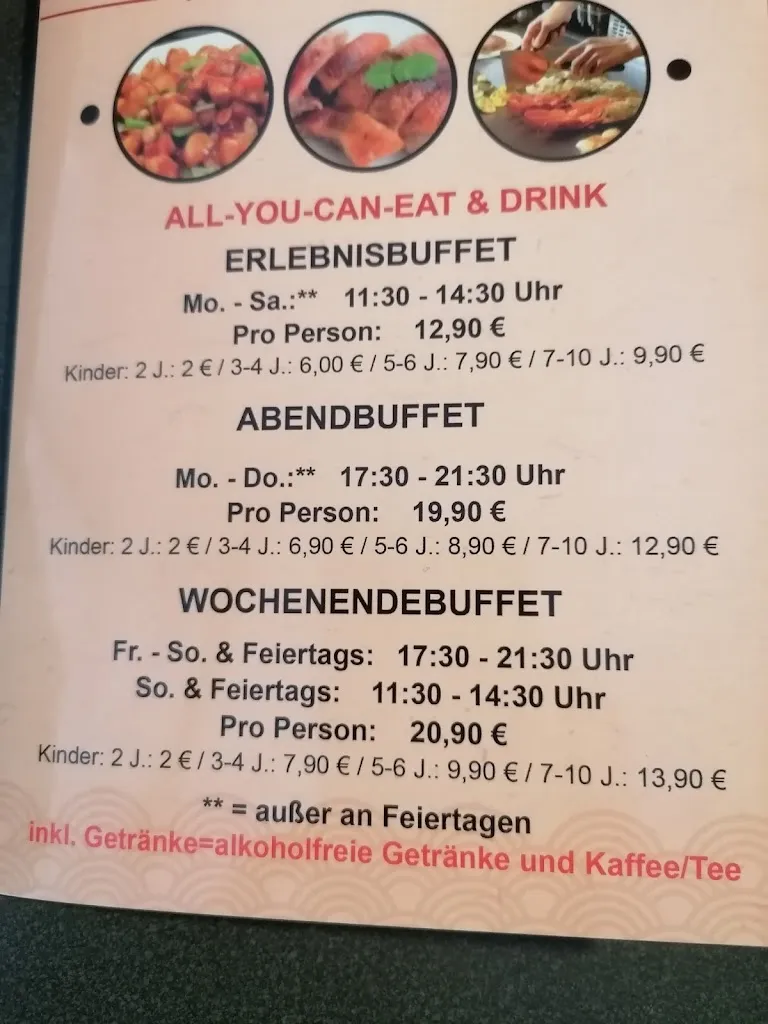 ALL-YOU-CAN-EAT & DRINK
ERLEBNISBUFFET
Mo. - Sa.:** 11:30 - 14:30 Uhr
Pro Person: 12,90 €
Kinder: 2 J.: 2 € / 3-4 J.: 6,00 € / 5-6 J.: 7,90 € / 7-10 J.: 9,90 €
ABENDBUFFET
Mo. - Do.:** 17:30 - 21:30 Uhr
Pro Person: 19,90 €
Kinder: 2 J.: 2 € / 3-4 J.: 6,90 € / 5-6 J.: 8,90 € / 7-10 J.: 12,90 €
WOCHENENDEBUFFET
Fr. - So. & Feiertags: 17:30 - 21:30 Uhr
So. & Feiertags: 11:30 - 14:30 Uhr
Pro Person: 20,90 €
Kinder: 2 J.: 2 € / 3-4 J.: 7,90 € / 5-6 J.: 9,90 € / 7-10 J.: 13,90 €
** = außer an Feiertagen
inkl. Getränke=alkoholfreie Getränke und Kaffee/Tee